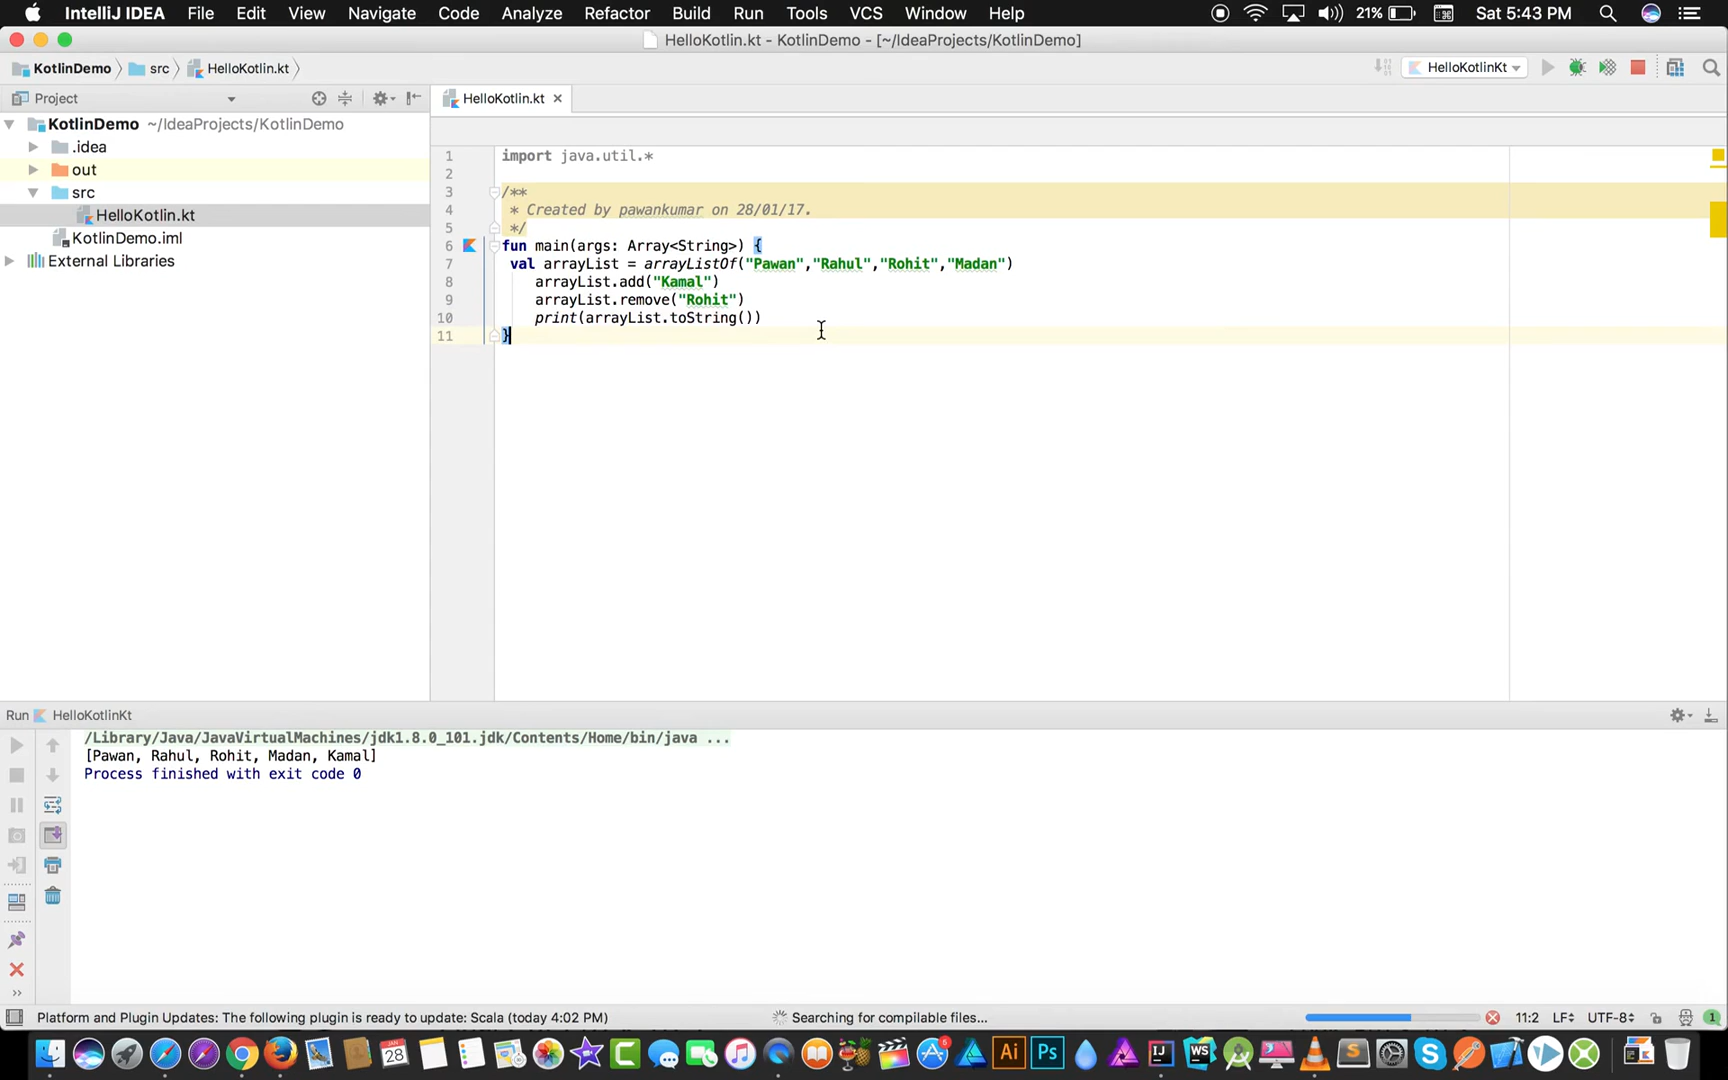 IntelliJ IDEA File Edit View Navigate Code Analyze Refactor Build Run Tools VCS Window Help 21% Sat 5:43 PM
HelloKotlin.kt - KotlinDemo - [~/IdeaProjects/KotlinDemo]
KotlinDemo src HelloKotlin.kt HelloKotlinKt
Project
HelloKotlin.kt
KotlinDemo ~/IdeaProjects/KotlinDemo
.idea
out
src
HelloKotlin.kt
KotlinDemo.iml
External Libraries
1 import java.util.*
2
3 /**
4 * Created by pawankumar on 28/01/17.
5 */
6 fun main(args: Array<String>) {
7 val arrayList = arrayListOf("Pawan","Rahul","Rohit","Madan")
8 arrayList.add("Kamal")
9 arrayList.remove("Rohit")
10 print(arrayList.toString())
11 }
Run HelloKotlinKt
/Library/Java/JavaVirtualMachines/jdk1.8.0_101.jdk/Contents/Home/bin/java ...
[Pawan, Rahul, Rohit, Madan, Kamal]
Process finished with exit code 0
Platform and Plugin Updates: The following plugin is ready to update: Scala (today 4:02 PM) Searching for compilable files... 11:2 LF UTF-8 1
28 Ai Ps IJ WS S